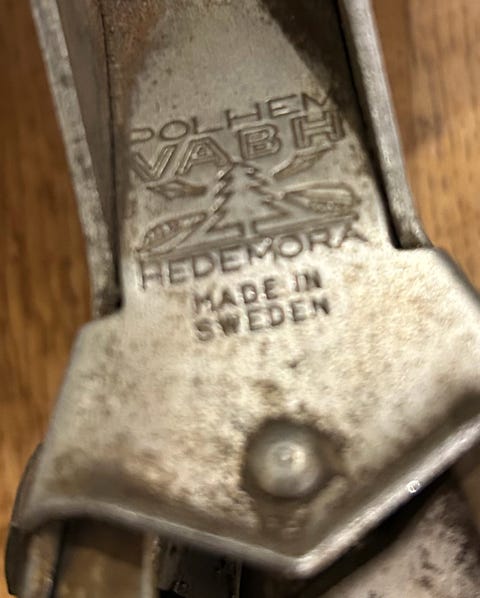 POLHEM
VABH
HEDEMORA
MADE IN
SWEDEN